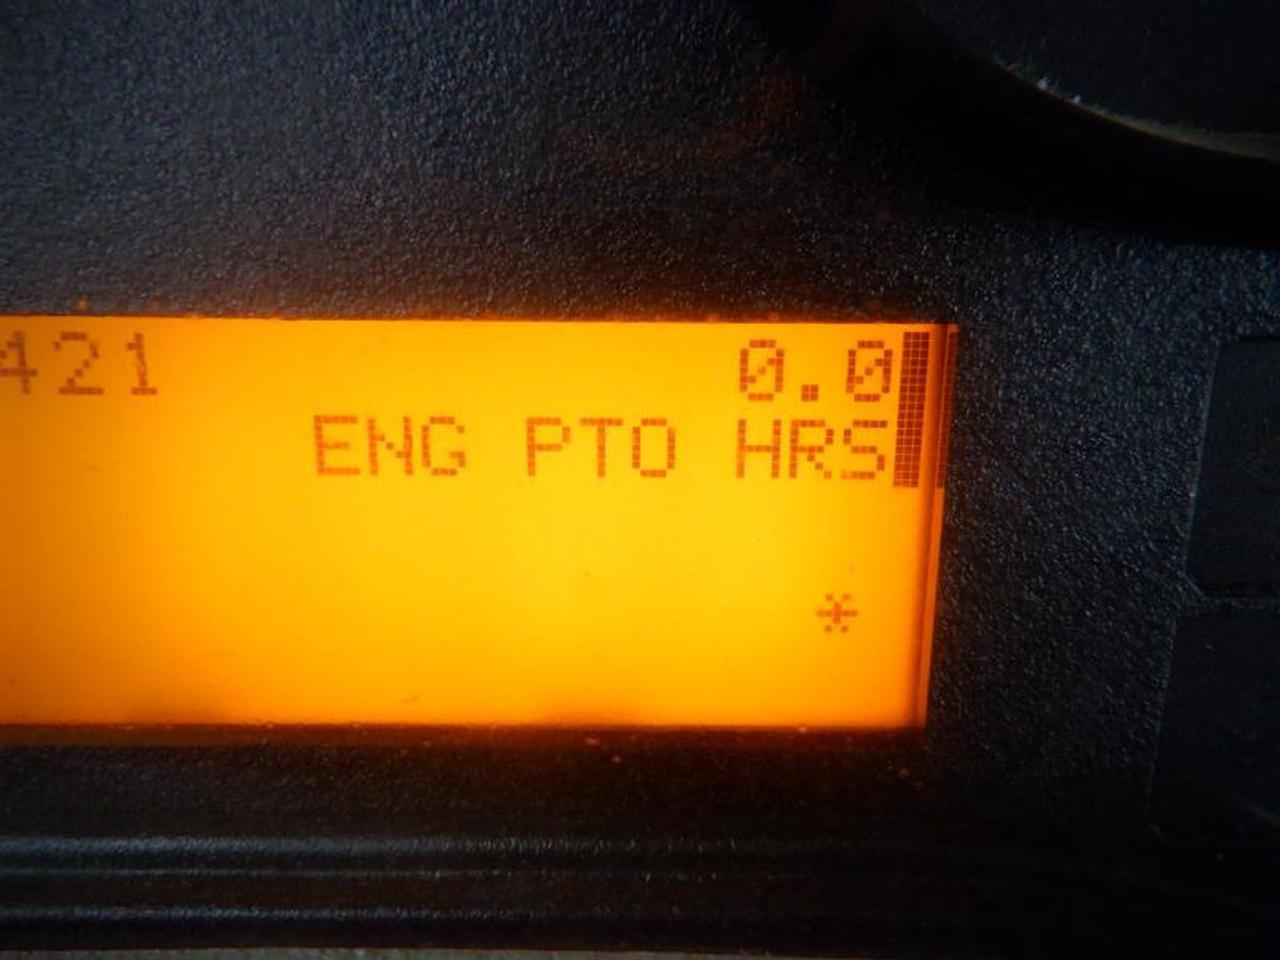 421 0.0
ENG PTO HRS
*